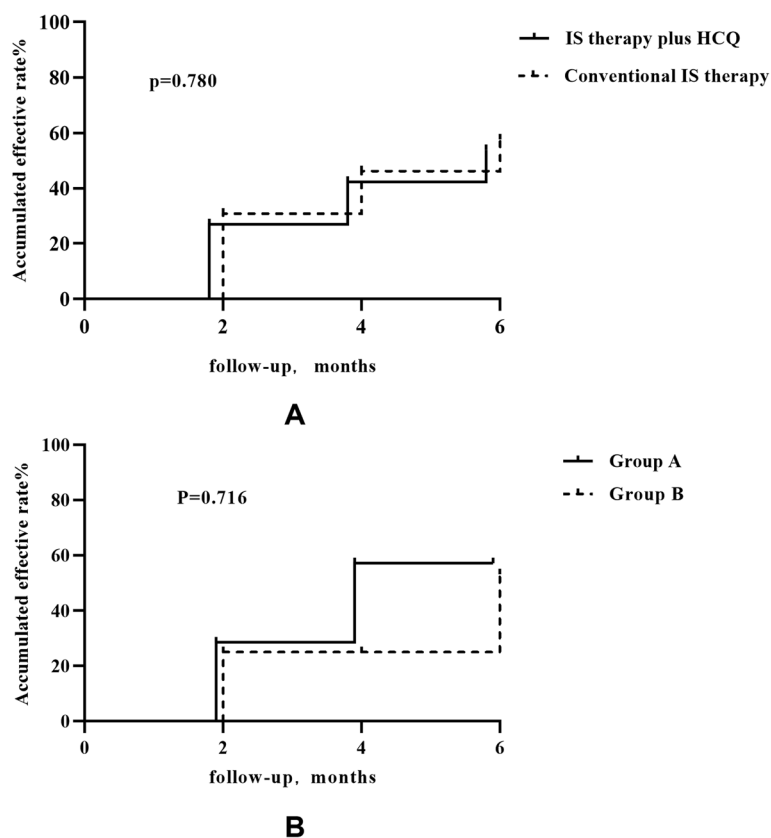 100
80
60
40
20
0
Accumulated effective rate%
p=0.780
IS therapy plus HCQ
Conventional IS therapy
0 2 4 6
follow-up, months
A
100
80
60
40
20
0
Accumulated effective rate%
P=0.716
Group A
Group B
0 2 4 6
follow-up, months
B